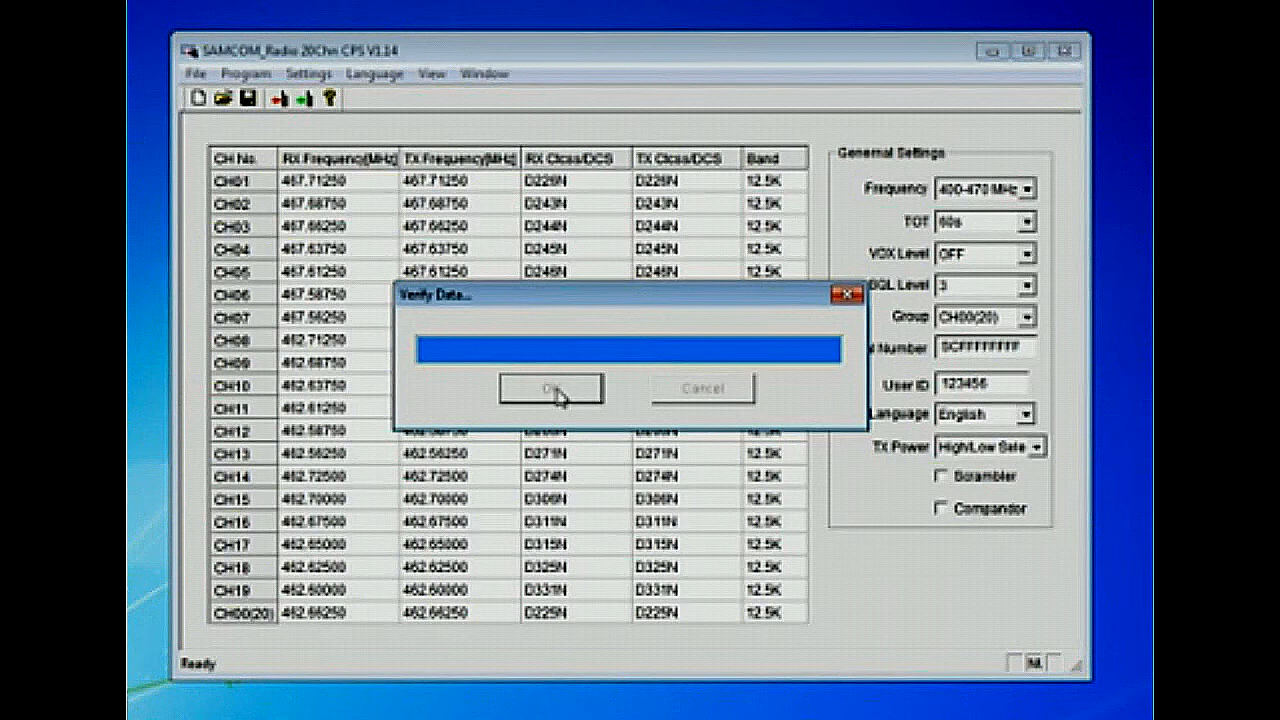 SAMCOM_Radio 20Chn CPS V1.14
File Program Settings Language View Window
CH No. RX Frequency[MHz] TX Frequency[MHz] RX Ctcss/DCS TX Ctcss/DCS Band
CH01 467.71250 467.71250 D226N D226N 12.5K
CH02 467.68750 467.68750 D243N D243N 12.5K
CH03 467.66250 467.66250 D244N D244N 12.5K
CH04 467.63750 467.63750 D245N D245N 12.5K
CH05 467.61250 467.61250 D246N D246N 12.5K
CH06 467.58750
CH07 467.56250
CH08 462.71250
CH09 462.68750
CH10 462.63750
CH11 462.61250
CH12 462.58750 12.5K
CH13 462.56250 462.56250 D271N D271N 12.5K
CH14 462.72500 462.72500 D274N D274N 12.5K
CH15 462.70000 462.70000 D306N D306N 12.5K
CH16 462.67500 462.67500 D311N D311N 12.5K
CH17 462.65000 462.65000 D315N D315N 12.5K
CH18 462.62500 462.62500 D325N D325N 12.5K
CH19 462.60000 462.60000 D331N D331N 12.5K
CH00(20) 462.66250 462.66250 D225N D225N 12.5K
General Settings
Frequency 400-470 MHz
TOT 60s
VOX Level OFF
Level 3
Group CH00(20)
Number SCFFFFFFFF
User ID 123456
Language English
TX Power High/Low Sele
Scrambler
Compandor
Verify Data...
Cancel
Ready